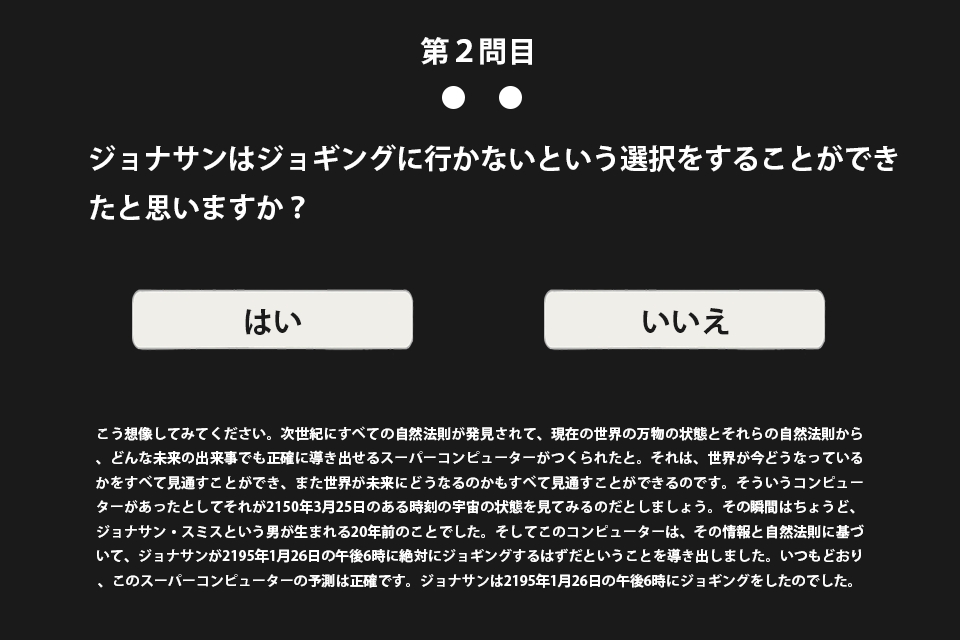 第２問目
ジョナサンはジョギングに行かないという選択をすることができ
たと思いますか？
はい
いいえ
こう想像してみてください。次世紀にすべての自然法則が発見されて、現在の世界の万物の状態とそれらの自然法則から
、どんな未来の出来事でも正確に導き出せるスーパーコンピューターがつくられたと。それは、世界が今どうなっている
かをすべて見通すことができ、また世界が未来にどうなるのかもすべて見通すことができるのです。そういうコンピュー
ターがあったとしてそれが2150年3月25日のある時刻の宇宙の状態を見てみるのだとしましょう。その瞬間はちょうど、
ジョナサン・スミスという男が生まれる20年前のことでした。そしてこのコンピューターは、その情報と自然法則に基づ
いて、ジョナサンが2195年1月26日の午後6時に絶対にジョギングするはずだということを導き出しました。いつもどおり
、このスーパーコンピューターの予測は正確です。ジョナサンは2195年1月26日の午後6時にジョギングをしたのでした。